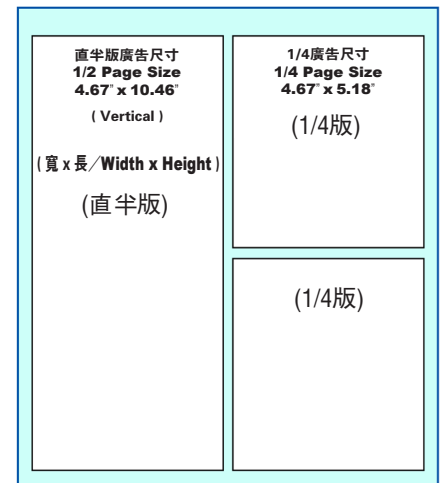 直半版廣告尺寸
1/2 Page Size
4.67" x 10.46"
( Vertical )
( 寬 x 長／Width x Height )
(直半版)
1/4廣告尺寸
1/4 Page Size
4.67" x 5.18"
(1/4版)
(1/4版)